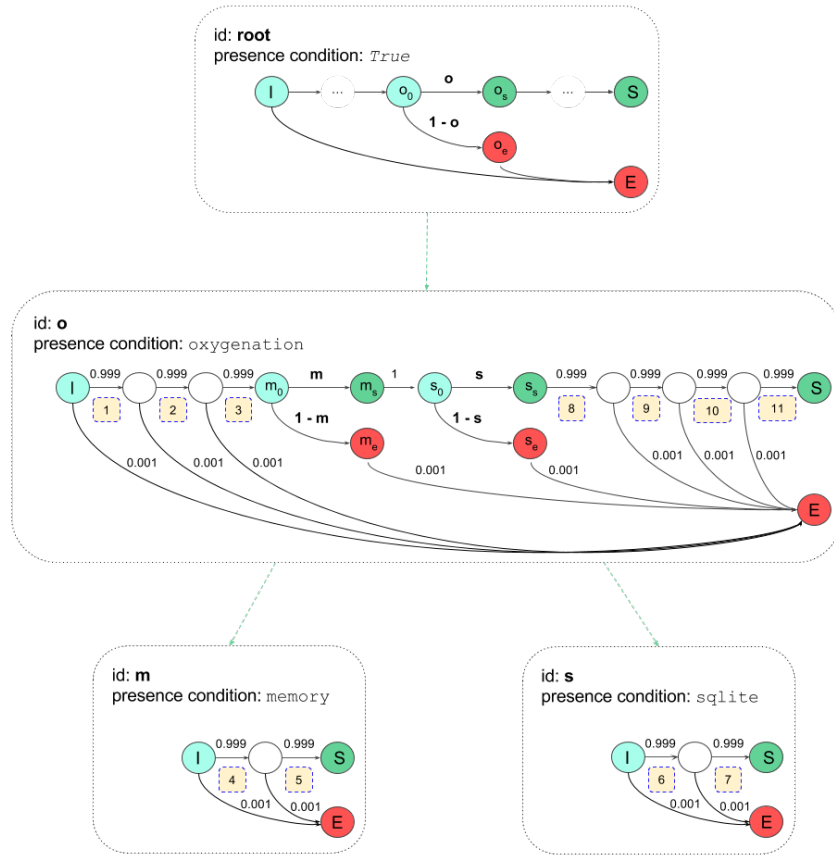 id: root
presence condition: True
o
I ... o0 os ... S
1 - o
oe
E
id: o
presence condition: oxygenation
0.999 0.999 0.999 m 1 s 0.999 0.999 0.999 0.999
I m0 ms s0 ss S
1 2 3 8 9 10 11
1 - m 1 - s
me se
0.001 0.001 0.001 0.001 0.001 0.001 0.001 0.001
E
id: m
presence condition: memory
0.999 0.999
I S
4 5
0.001 0.001
E
id: s
presence condition: sqlite
0.999 0.999
I S
6 7
0.001 0.001
E